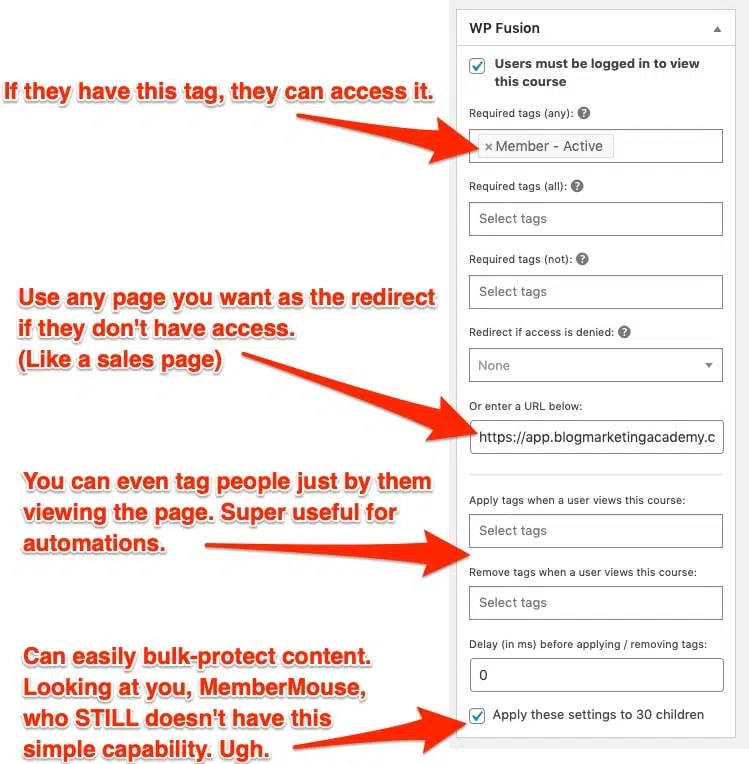 WP Fusion
Users must be logged in to view
this course
If they have this tag, they can access it.
Required tags (any):
× Member - Active
Required tags (all):
Select tags
Required tags (not):
Select tags
Use any page you want as the redirect
if they don't have access.
(Like a sales page)
Redirect if access is denied:
None
Or enter a URL below:
https://app.blogmarketingacademy.c
You can even tag people just by them
viewing the page. Super useful for
automations.
Apply tags when a user views this course:
Select tags
Remove tags when a user views this course:
Select tags
Delay (in ms) before applying / removing tags:
0
Can easily bulk-protect content.
Looking at you, MemberMouse,
who STILL doesn't have this
simple capability. Ugh.
Apply these settings to 30 children